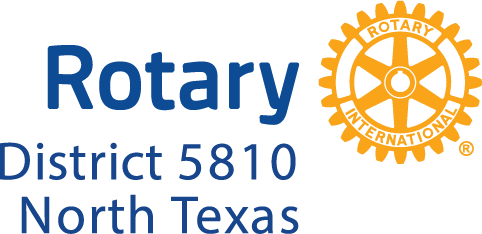 Rotary
District 5810
North Texas
ROTARY
INTERNATIONAL
®